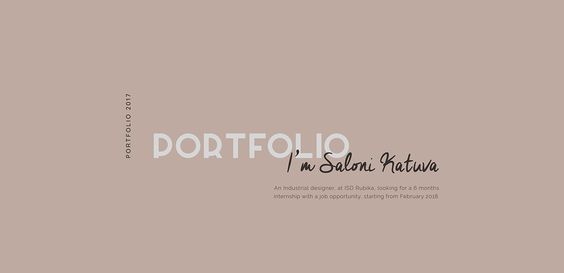 PORTFOLIO 2017
PORTFOLIO
I'm Saloni Katuva
An Industrial designer, at ISD Rubika, looking for a 6 months
internship with a job opportunity, starting from February 2018.